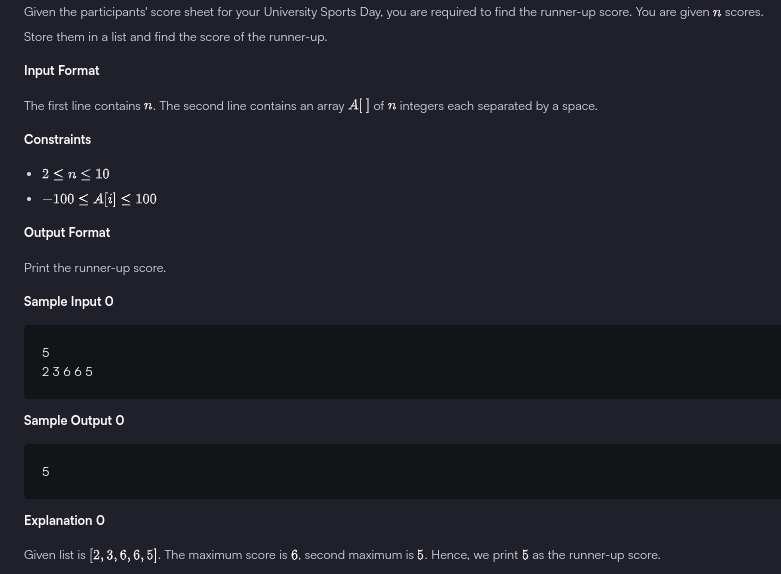 Given the participants' score sheet for your University Sports Day, you are required to find the runner-up score. You are given n scores.
Store them in a list and find the score of the runner-up.
Input Format
The first line contains n. The second line contains an array A[ ] of n integers each separated by a space.
Constraints
• 2 ≤ n ≤ 10
• −100 ≤ A[i] ≤ 100
Output Format
Print the runner-up score.
Sample Input 0
5
2 3 6 6 5
Sample Output 0
5
Explanation 0
Given list is [2, 3, 6, 6, 5]. The maximum score is 6, second maximum is 5. Hence, we print 5 as the runner-up score.